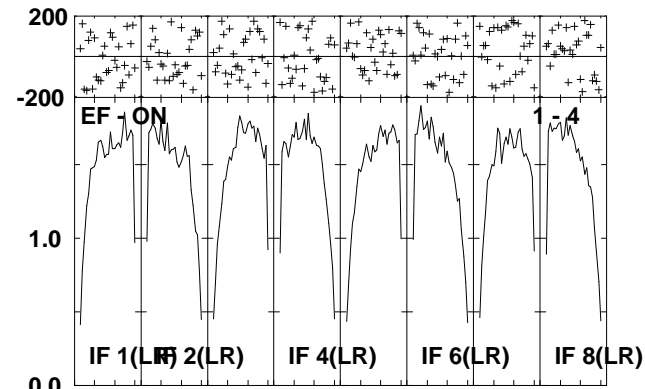 200
-200
EF - ON 1 - 4
1.0
IF 1(LR) IF 2(LR) IF 4(LR) IF 6(LR) IF 8(LR)
0.0